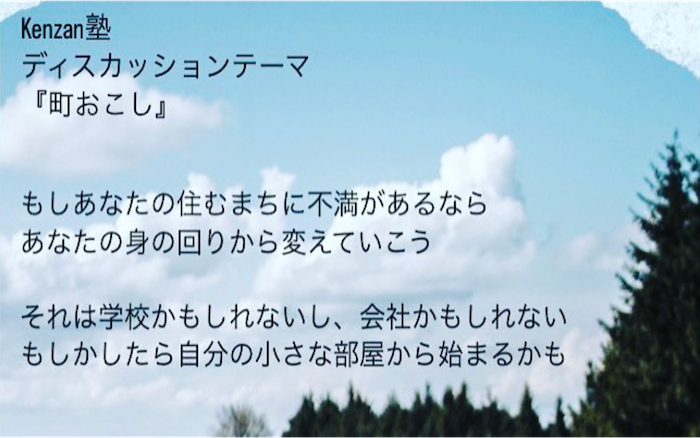 Kenzan塾
ディスカッションテーマ
『町おこし』
もしあなたの住むまちに不満があるなら
あなたの身の回りから変えていこう
それは学校かもしれないし、会社かもしれない
もしかしたら自分の小さな部屋から始まるかも